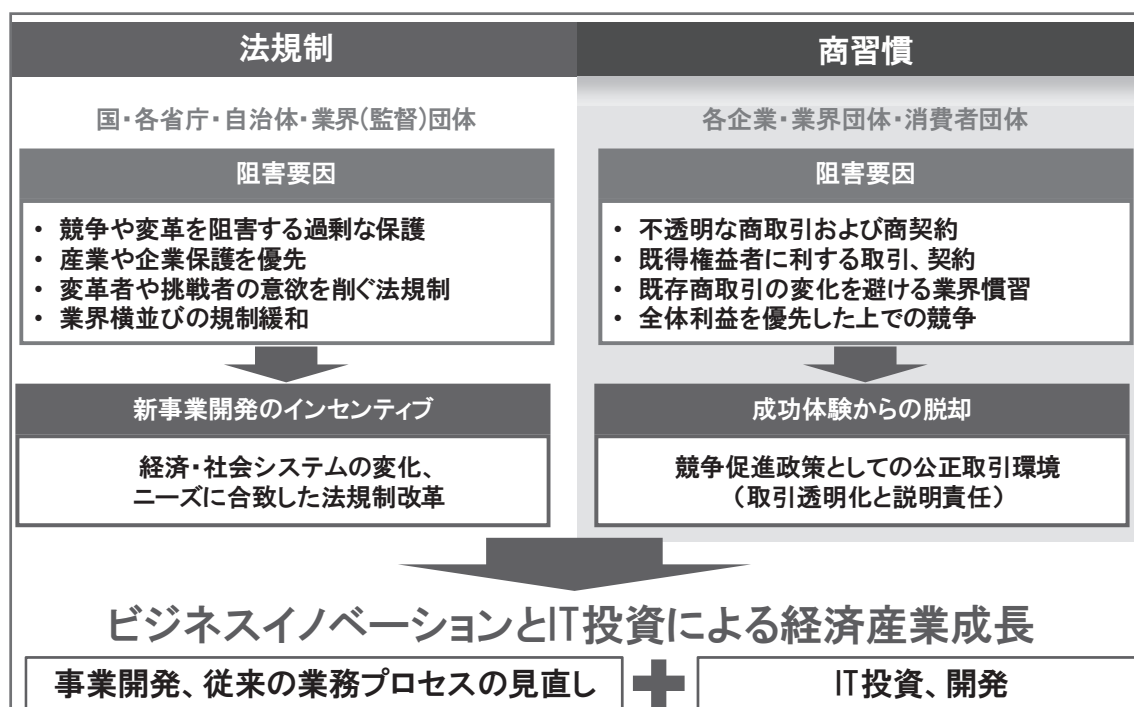 法規制
国・各省庁・自治体・業界(監督)団体
阻害要因
• 競争や変革を阻害する過剰な保護
• 産業や企業保護を優先
• 変革者や挑戦者の意欲を削ぐ法規制
• 業界横並びの規制緩和
新事業開発のインセンティブ
経済・社会システムの変化、
ニーズに合致した法規制改革
商習慣
各企業・業界団体・消費者団体
阻害要因
• 不透明な商取引および商契約
• 既得権益者に利する取引、契約
• 既存商取引の変化を避ける業界慣習
• 全体利益を優先した上での競争
成功体験からの脱却
競争促進政策としての公正取引環境
（取引透明化と説明責任）
ビジネスイノベーションとIT投資による経済産業成長
事業開発、従来の業務プロセスの見直し
IT投資、開発